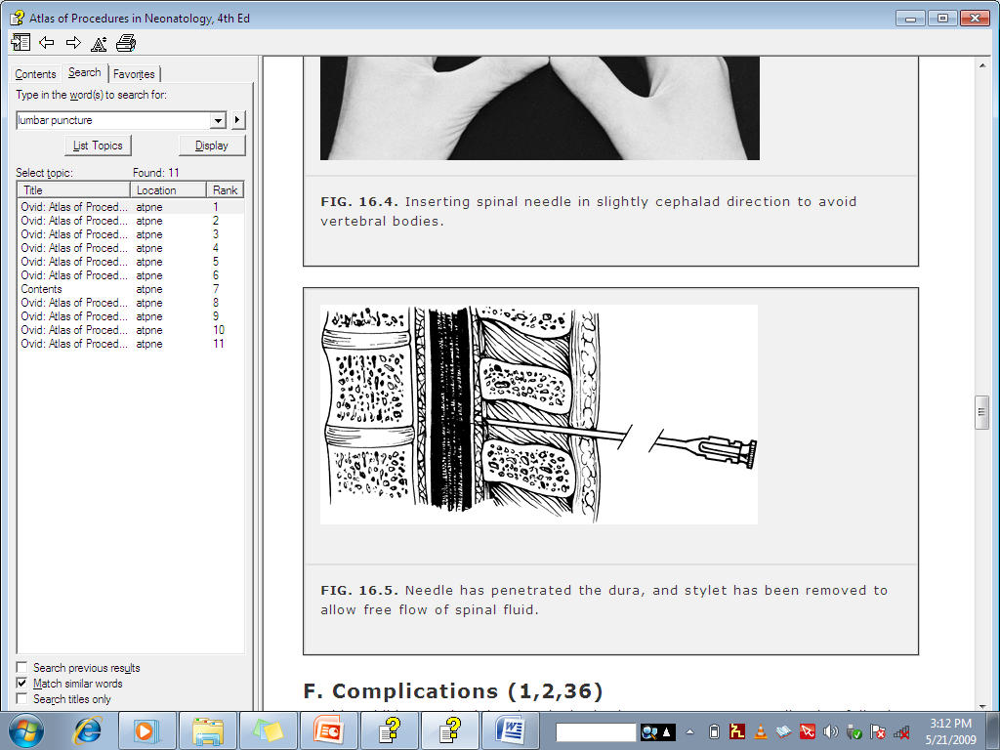 Atlas of Procedures in Neonatology, 4th Ed
Contents Search Favorites
Type in the word(s) to search for:
lumbar puncture
List Topics Display
Select topic: Found: 11
Title Location Rank
Ovid: Atlas of Proced... atpne 1
Ovid: Atlas of Proced... atpne 2
Ovid: Atlas of Proced... atpne 3
Ovid: Atlas of Proced... atpne 4
Ovid: Atlas of Proced... atpne 5
Ovid: Atlas of Proced... atpne 6
Contents atpne 7
Ovid: Atlas of Proced... atpne 8
Ovid: Atlas of Proced... atpne 9
Ovid: Atlas of Proced... atpne 10
Ovid: Atlas of Proced... atpne 11
Search previous results
Match similar words
Search titles only
FIG. 16.4. Inserting spinal needle in slightly cephalad direction to avoid
vertebral bodies.
FIG. 16.5. Needle has penetrated the dura, and stylet has been removed to
allow free flow of spinal fluid.
F. Complications (1,2,36)
3:12 PM
5/21/2009